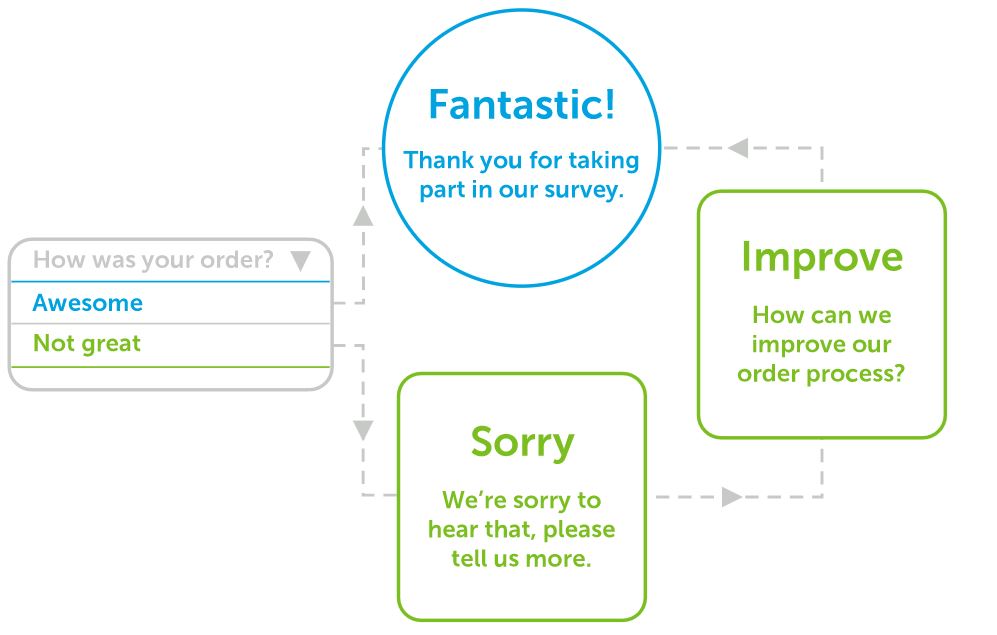 How was your order?
Awesome
Not great
Fantastic!
Thank you for taking
part in our survey.
Sorry
We’re sorry to
hear that, please
tell us more.
Improve
How can we
improve our
order process?